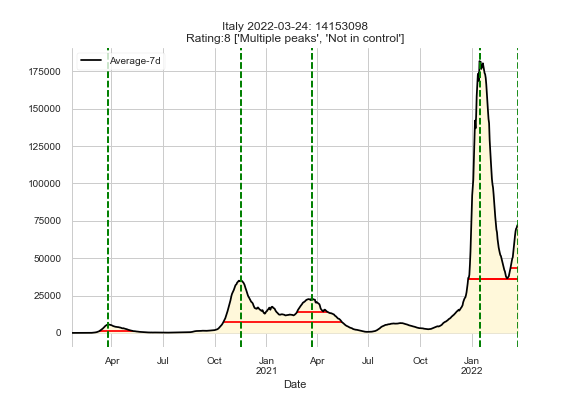 Italy 2022-03-24: 14153098
Rating:8 ['Multiple peaks', 'Not in control']
Average-7d
175000
150000
125000
100000
75000
50000
25000
0
Apr Jul Oct Jan Apr Jul Oct Jan
2021 2022
Date